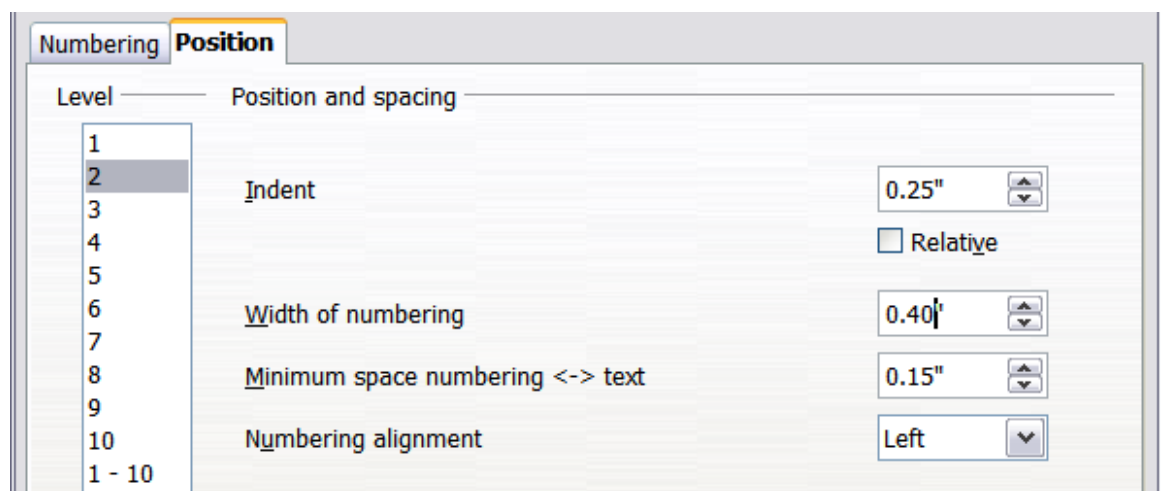 Numbering Position
Level Position and spacing
1
2
3
4
5
6
7
8
9
10
1 - 10
Indent 0.25"
Relative
Width of numbering 0.40"
Minimum space numbering <-> text 0.15"
Numbering alignment Left